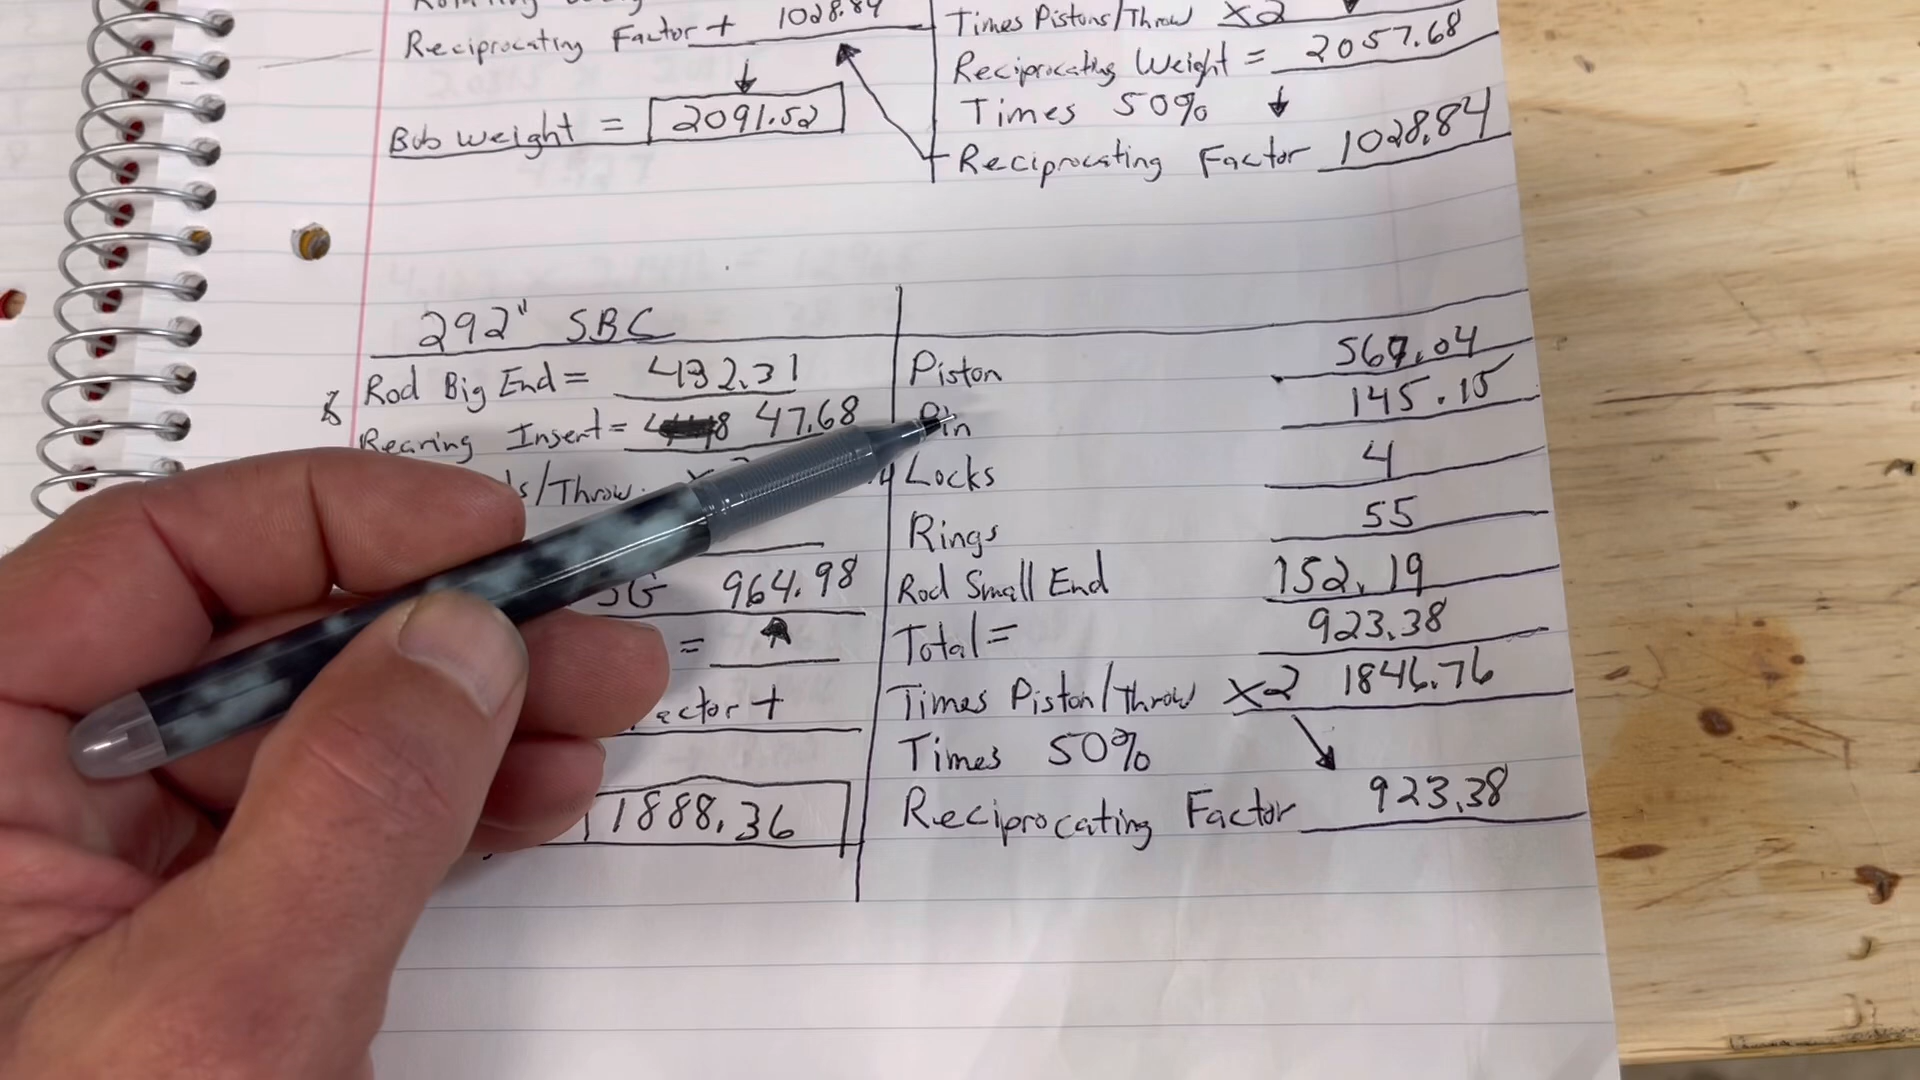 Reciprocating Factor + 1028.84
Bob Weight = 2091.52
Times Pistons/Throw X2
Reciprocating Weight = 2057.68
Times 50%
Reciprocating Factor 1028.84
292" SBC
Rod Big End = 432.31
Bearing Insert = 47.68
/Throw
964.98
=
actor +
1888.36
Piston 567.04
Pin 145.15
Locks 4
Rings 55
Rod Small End 152.19
Total = 923.38
Times Piston/Throw X2 1846.76
Times 50%
Reciprocating Factor 923.38